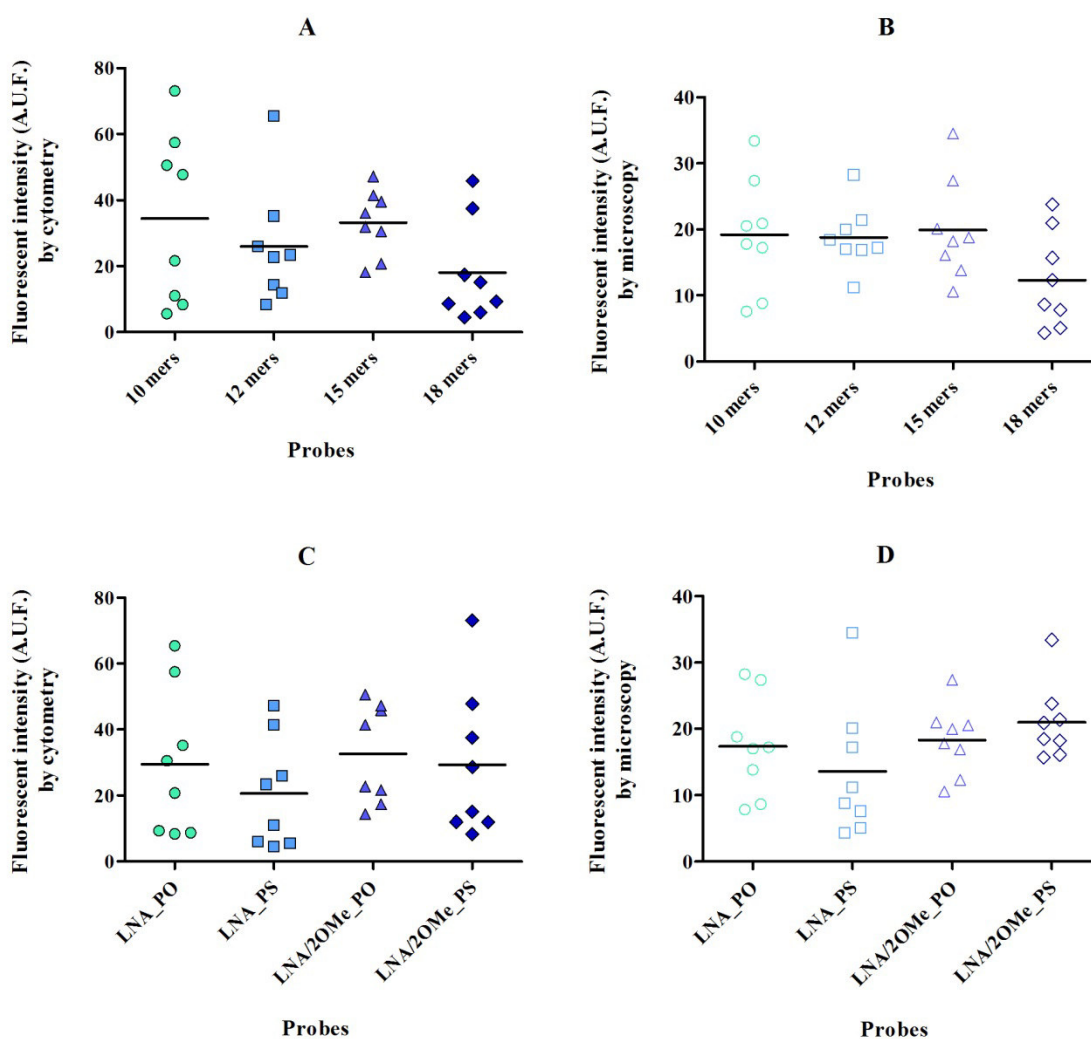 A
Fluorescent intensity (A.U.F.)
by cytometry
80
60
40
20
0
10 mers
12 mers
15 mers
18 mers
Probes
B
Fluorescent intensity (A.U.F.)
by microscopy
40
30
20
10
0
10 mers
12 mers
15 mers
18 mers
Probes
C
Fluorescent intensity (A.U.F.)
by cytometry
80
60
40
20
0
LNA_PO
LNA_PS
LNA/2OMe_PO
LNA/2OMe_PS
Probes
D
Fluorescent intensity (A.U.F.)
by microscopy
40
30
20
10
0
LNA_PO
LNA_PS
LNA/2OMe_PO
LNA/2OMe_PS
Probes